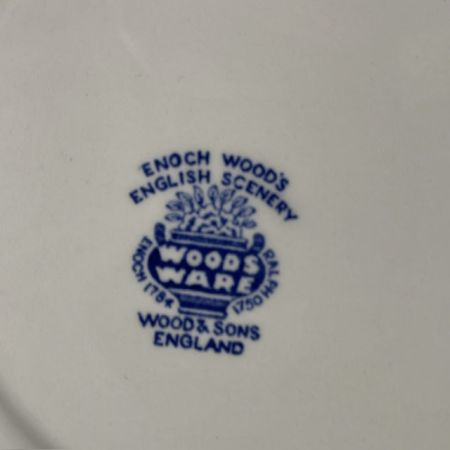 ENOCH WOOD'S
ENGLISH SCENERY
WOODS
WARE
ENOCH 1784
RALPH 1750
WOOD & SONS
ENGLAND